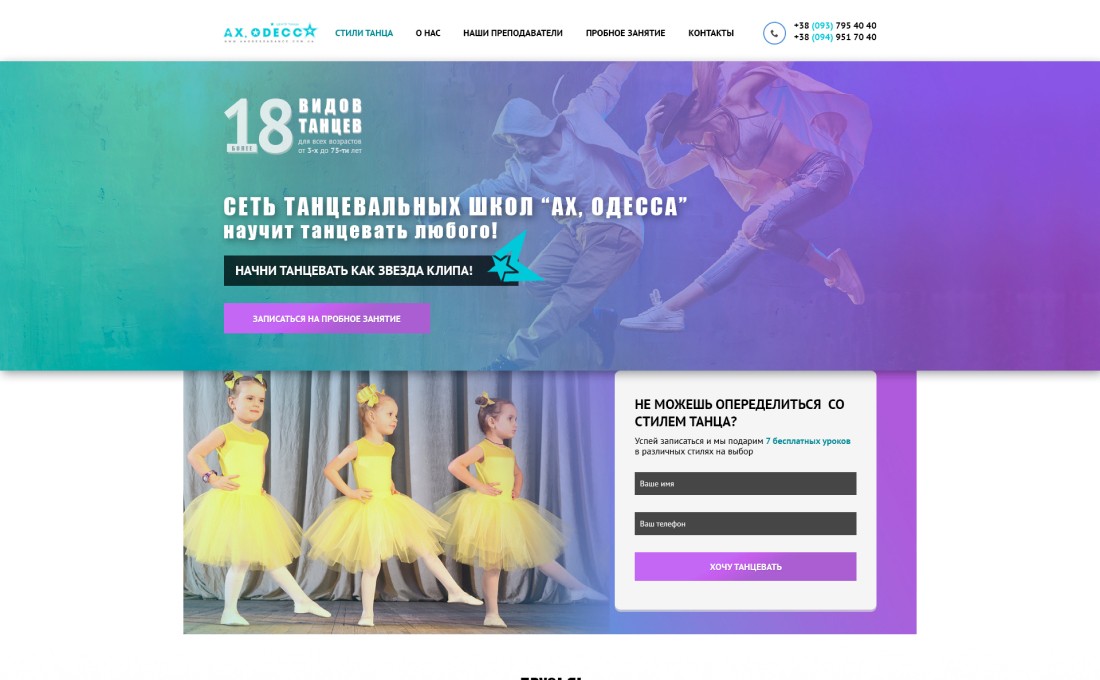 АХ, ОДЕССА
СТИЛИ ТАНЦА
О НАС
НАШИ ПРЕПОДАВАТЕЛИ
ПРОБНОЕ ЗАНЯТИЕ
КОНТАКТЫ
+38 (093) 795 40 40
+38 (094) 951 70 40
БОЛЕЕ 18 ВИДОВ
ТАНЦЕВ
для всех возрастов
от 3-х до 75-ти лет
СЕТЬ ТАНЦЕВАЛЬНЫХ ШКОЛ “АХ, ОДЕССА”
научит танцевать любого!
НАЧНИ ТАНЦЕВАТЬ КАК ЗВЕЗДА КЛИПА!
ЗАПИСАТЬСЯ НА ПРОБНОЕ ЗАНЯТИЕ
НЕ МОЖЕШЬ ОПЕРЕДЕЛИТЬСЯ СО
СТИЛЕМ ТАНЦА?
Успей записаться и мы подарим 7 бесплатных уроков
в различных стилях на выбор
Ваше имя
Ваш телефон
ХОЧУ ТАНЦЕВАТЬ